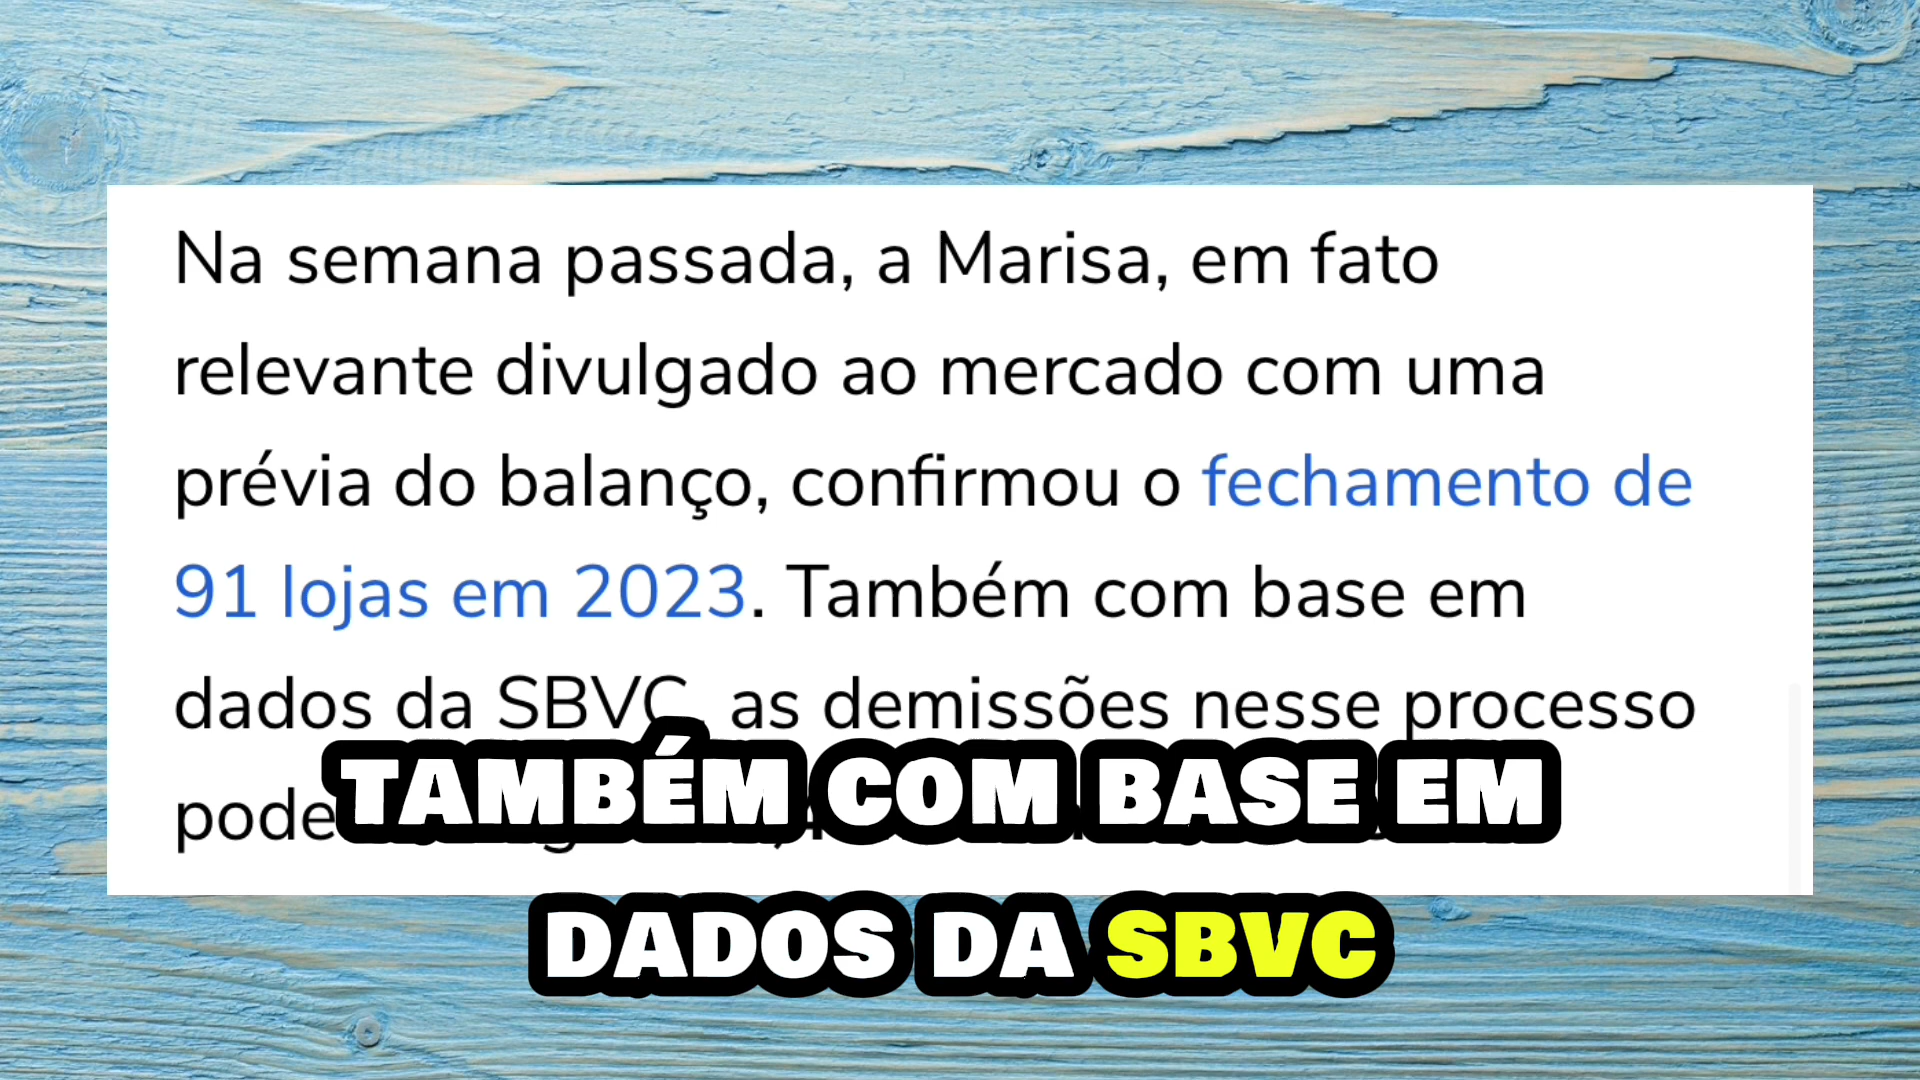 Na semana passada, a Marisa, em fato
relevante divulgado ao mercado com uma
prévia do balanço, confirmou o fechamento de
91 lojas em 2023. Também com base em
dados da SBVC, as demissões nesse processo
TAMBÉM COM BASE EM
DADOS DA SBVC